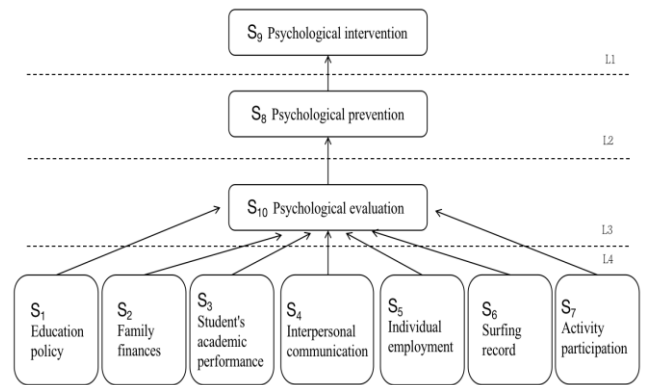 S9 Psychological intervention
L1
S8 Psychological prevention
L2
S10 Psychological evaluation
L3
L4
S1
Education
policy
S2
Family
finances
S3
Student's
academic
performance
S4
Interpersonal
communication
S5
Individual
employment
S6
Surfing
record
S7
Activity
participation